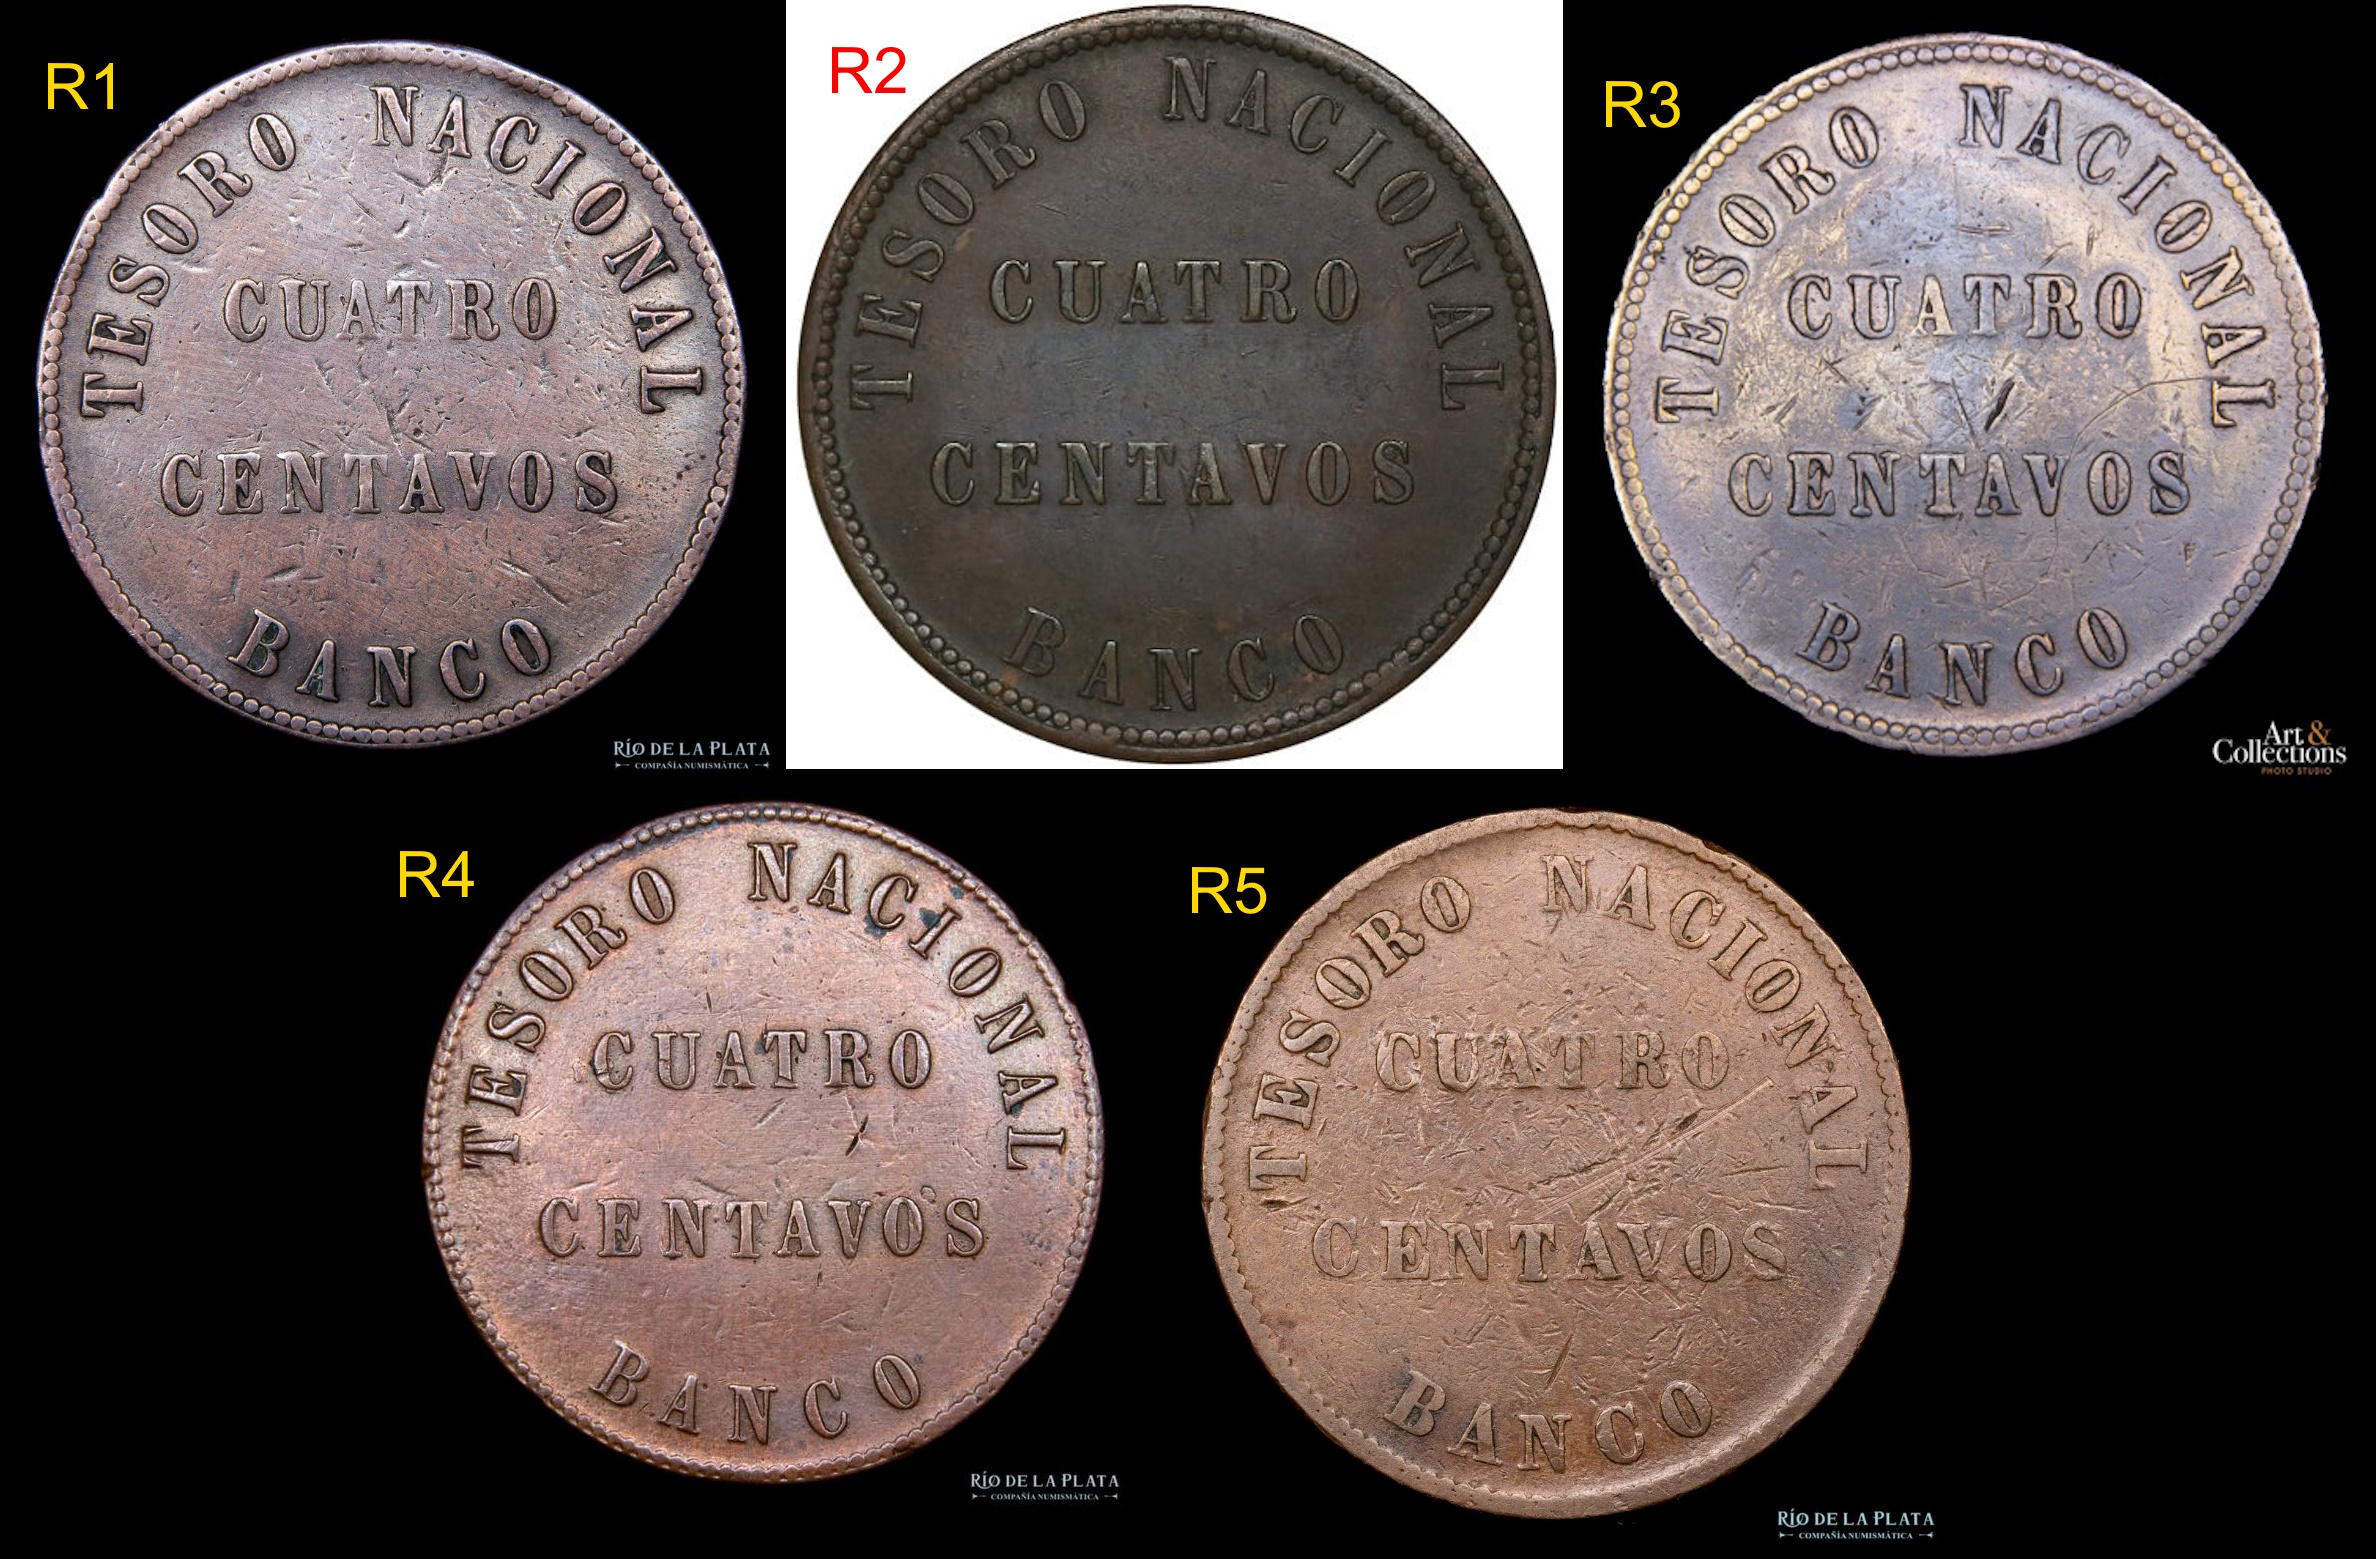 R1
TESORO NACIONAL
CUATRO
CENTAVOS
BANCO
RÍO DE LA PLATA
COMPAÑÍA NUMISMÁTICA
R2
TESORO NACIONAL
CUATRO
CENTAVOS
BANCO
R3
TESORO NACIONAL
CUATRO
CENTAVOS
BANCO
Art &
Collections
PHOTO STUDIO
R4
TESORO NACIONAL
CUATRO
CENTAVOS
BANCO
RÍO DE LA PLATA
COMPAÑÍA NUMISMÁTICA
R5
TESORO NACIONAL
CUATRO
CENTAVOS
BANCO
RÍO DE LA PLATA
COMPAÑÍA NUMISMÁTICA